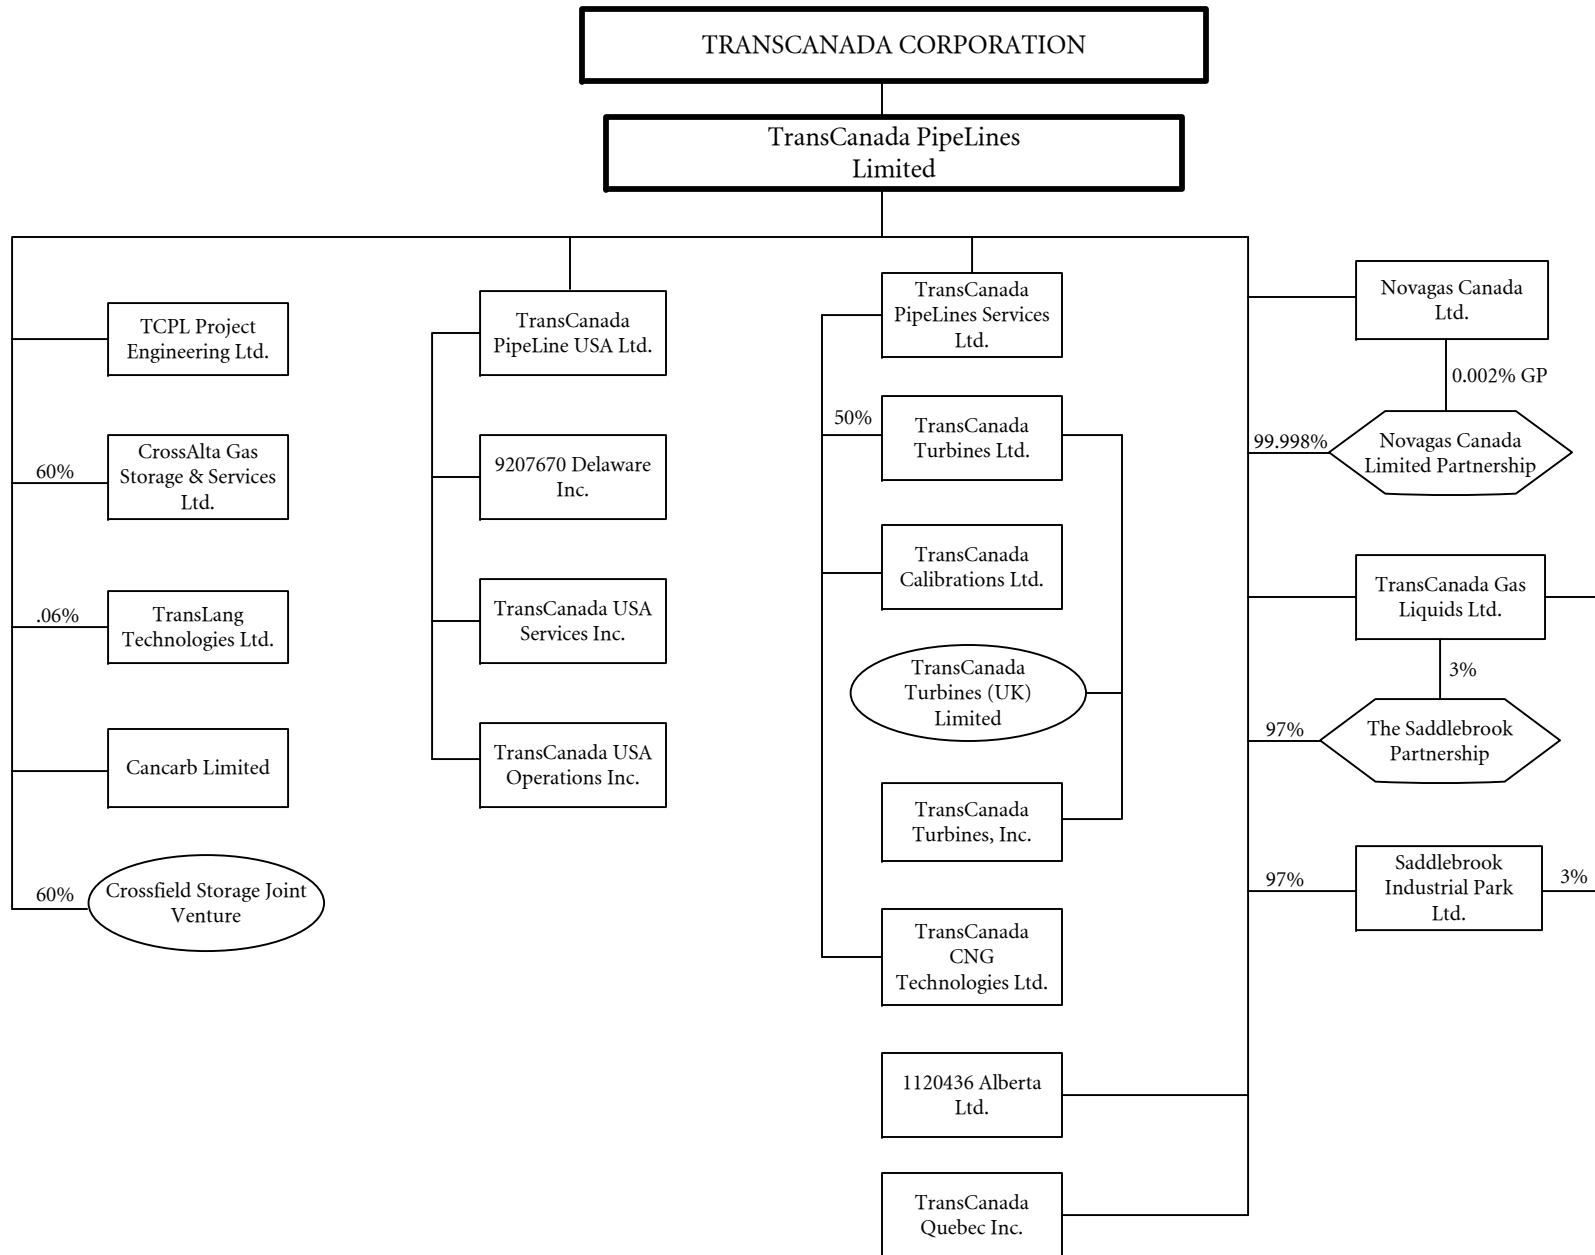 TRANSCANADA CORPORATION
TransCanada PipeLines
Limited
TCPL Project
Engineering Ltd.
60%
CrossAlta Gas
Storage & Services
Ltd.
.06%
TransLang
Technologies Ltd.
Cancarb Limited
60%
Crossfield Storage Joint
Venture
TransCanada
PipeLine USA Ltd.
9207670 Delaware
Inc.
TransCanada USA
Services Inc.
TransCanada USA
Operations Inc.
TransCanada
PipeLines Services
Ltd.
50%
TransCanada
Turbines Ltd.
TransCanada
Calibrations Ltd.
TransCanada
Turbines (UK)
Limited
TransCanada
Turbines, Inc.
TransCanada
CNG
Technologies Ltd.
1120436 Alberta
Ltd.
TransCanada
Quebec Inc.
Novagas Canada
Ltd.
0.002% GP
99.998%
Novagas Canada
Limited Partnership
TransCanada Gas
Liquids Ltd.
3%
97%
The Saddlebrook
Partnership
97%
Saddlebrook
Industrial Park
Ltd.
3%